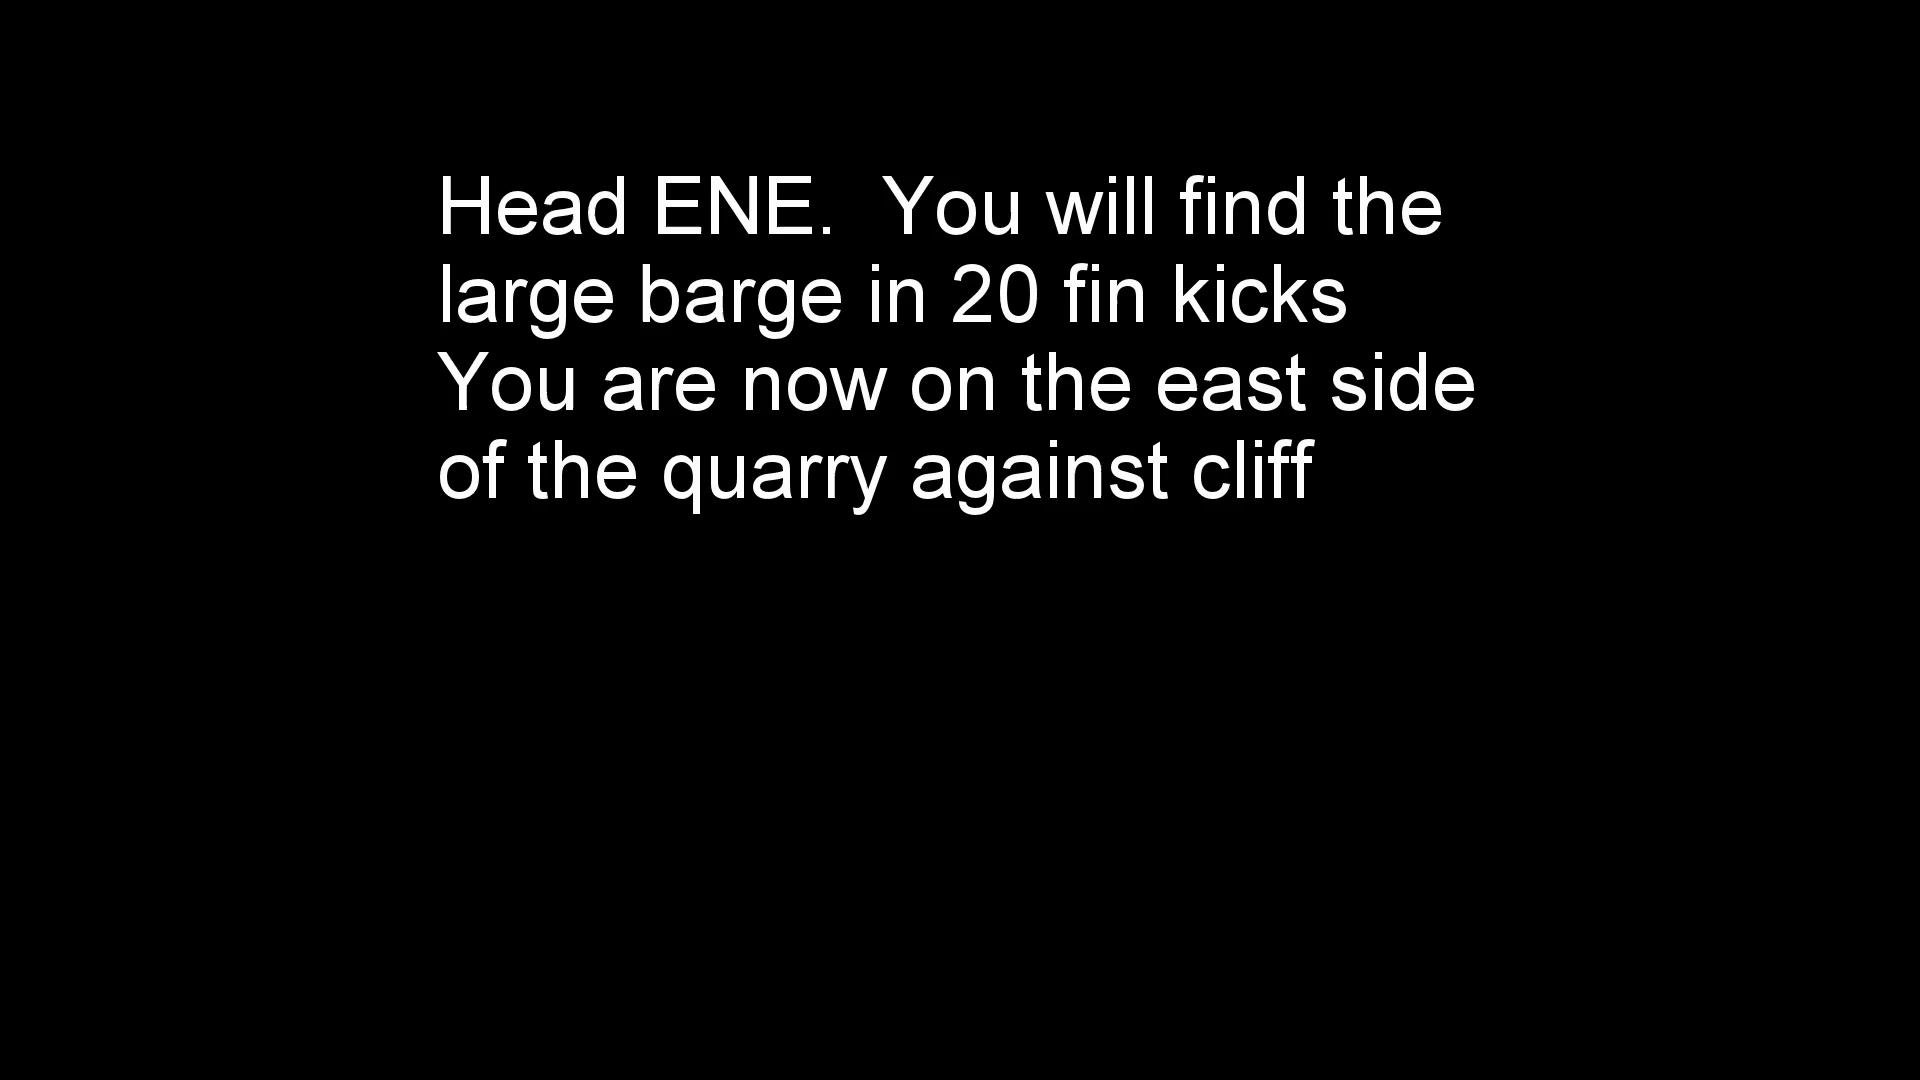 Head ENE.  You will find the
large barge in 20 fin kicks
You are now on the east side
of the quarry against cliff